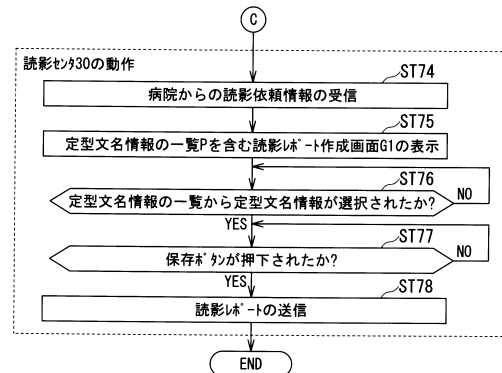 C
読影ｾﾝﾀ30の動作
ST74
病院からの読影依頼情報の受信
ST75
定型文名情報の一覧Pを含む読影ﾚﾎﾟｰﾄ作成画面G1の表示
ST76
定型文名情報の一覧から定型文名情報が選択されたか?
NO
YES
ST77
保存ﾎﾞﾀﾝが押下されたか?
NO
YES
ST78
読影ﾚﾎﾟｰﾄの送信
END